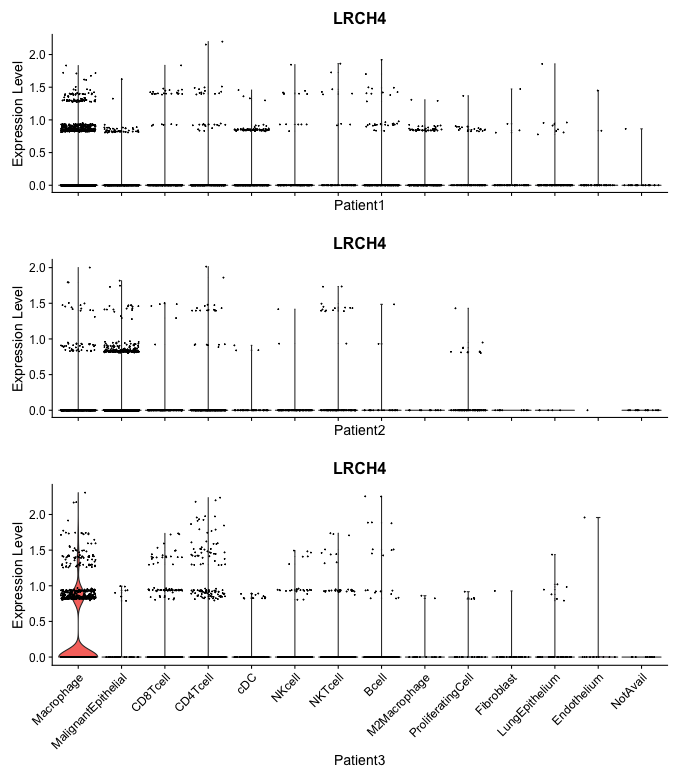 LRCH4
Expression Level
2.0
1.5
1.0
0.5
0.0
Patient1
LRCH4
Expression Level
2.0
1.5
1.0
0.5
0.0
Patient2
LRCH4
Expression Level
2.0
1.5
1.0
0.5
0.0
Macrophage
MalignantEpithelial
CD8Tcell
CD4Tcell
cDC
NKcell
NKTcell
Bcell
M2Macrophage
ProliferatingCell
Fibroblast
LungEpithelium
Endothelium
NotAvail
Patient3